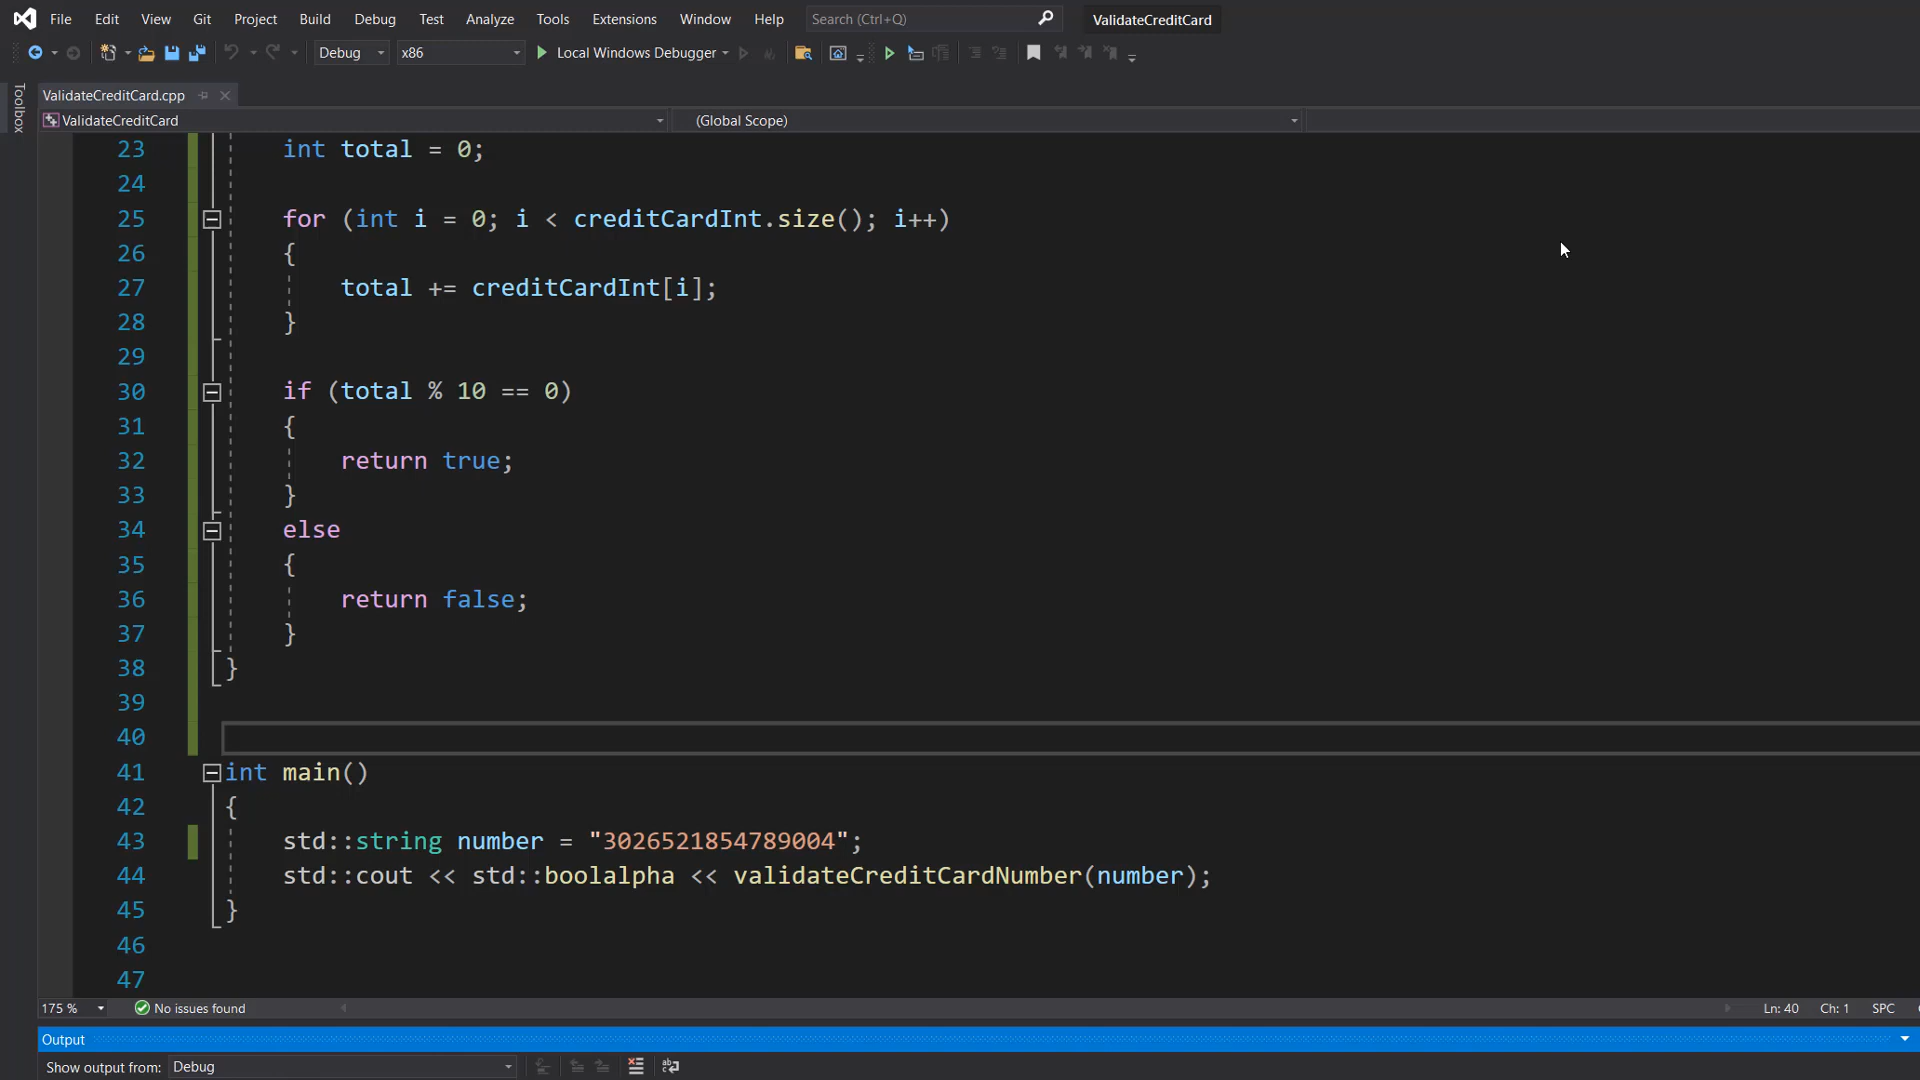 File Edit View Git Project Build Debug Test Analyze Tools Extensions Window Help Search (Ctrl+Q) ValidateCreditCard
Debug x86 Local Windows Debugger
Toolbox
ValidateCreditCard.cpp
ValidateCreditCard (Global Scope)
23 int total = 0;
24
25 for (int i = 0; i < creditCardInt.size(); i++)
26 {
27 total += creditCardInt[i];
28 }
29
30 if (total % 10 == 0)
31 {
32 return true;
33 }
34 else
35 {
36 return false;
37 }
38 }
39
40
41 int main()
42 {
43 std::string number = "3026521854789004";
44 std::cout << std::boolalpha << validateCreditCardNumber(number);
45 }
46
47
175 % No issues found Ln: 40 Ch: 1 SPC
Output
Show output from: Debug